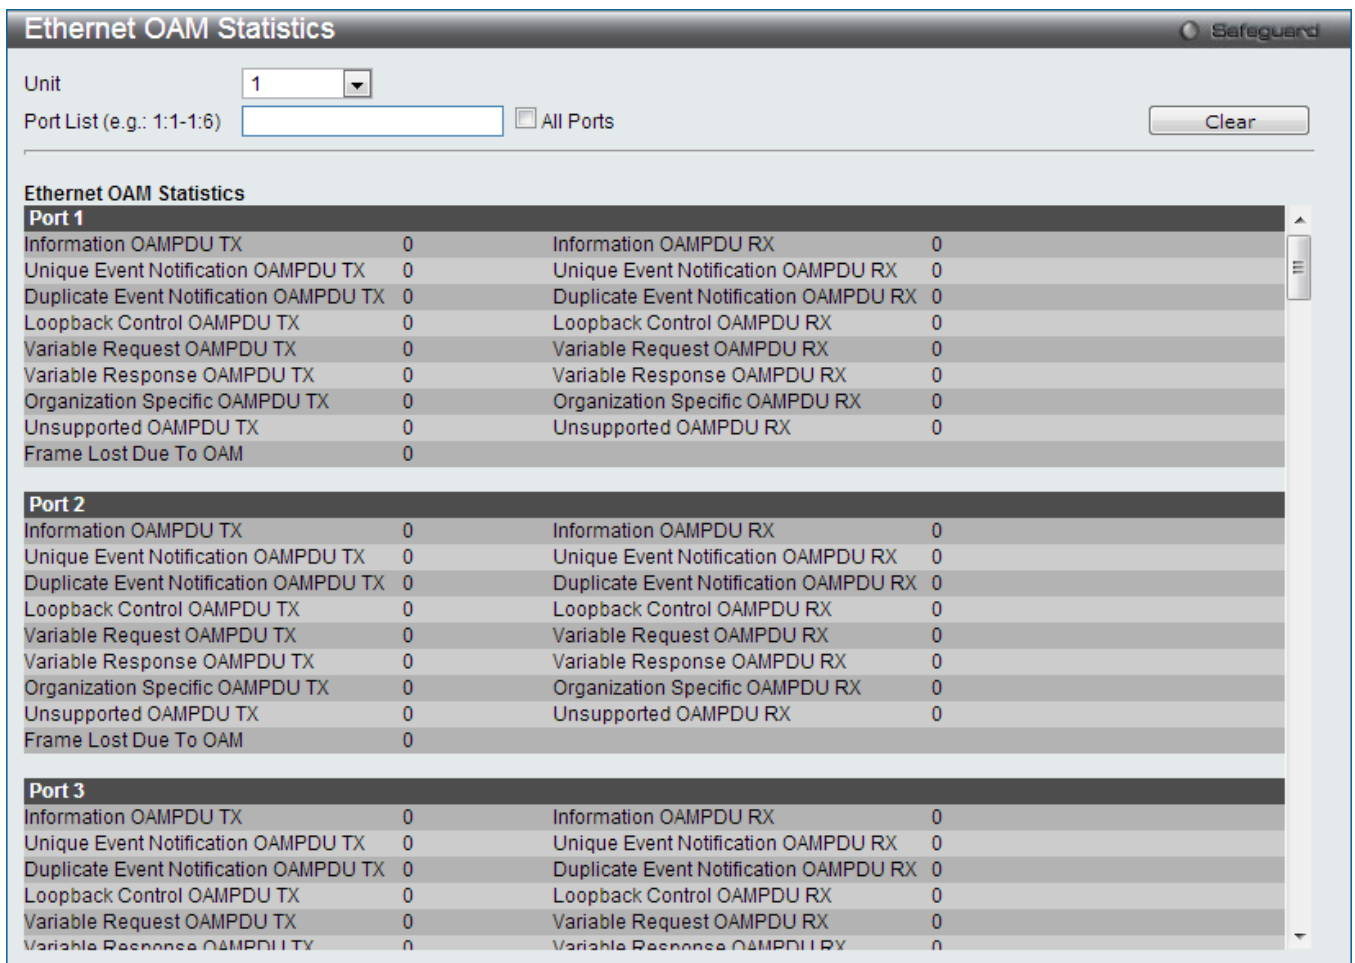 Ethernet OAM Statistics
Safeguard
Unit 1
Port List (e.g.: 1:1-1:6) All Ports Clear
Ethernet OAM Statistics
Port 1
Information OAMPDU TX 0 Information OAMPDU RX 0
Unique Event Notification OAMPDU TX 0 Unique Event Notification OAMPDU RX 0
Duplicate Event Notification OAMPDU TX 0 Duplicate Event Notification OAMPDU RX 0
Loopback Control OAMPDU TX 0 Loopback Control OAMPDU RX 0
Variable Request OAMPDU TX 0 Variable Request OAMPDU RX 0
Variable Response OAMPDU TX 0 Variable Response OAMPDU RX 0
Organization Specific OAMPDU TX 0 Organization Specific OAMPDU RX 0
Unsupported OAMPDU TX 0 Unsupported OAMPDU RX 0
Frame Lost Due To OAM 0
Port 2
Information OAMPDU TX 0 Information OAMPDU RX 0
Unique Event Notification OAMPDU TX 0 Unique Event Notification OAMPDU RX 0
Duplicate Event Notification OAMPDU TX 0 Duplicate Event Notification OAMPDU RX 0
Loopback Control OAMPDU TX 0 Loopback Control OAMPDU RX 0
Variable Request OAMPDU TX 0 Variable Request OAMPDU RX 0
Variable Response OAMPDU TX 0 Variable Response OAMPDU RX 0
Organization Specific OAMPDU TX 0 Organization Specific OAMPDU RX 0
Unsupported OAMPDU TX 0 Unsupported OAMPDU RX 0
Frame Lost Due To OAM 0
Port 3
Information OAMPDU TX 0 Information OAMPDU RX 0
Unique Event Notification OAMPDU TX 0 Unique Event Notification OAMPDU RX 0
Duplicate Event Notification OAMPDU TX 0 Duplicate Event Notification OAMPDU RX 0
Loopback Control OAMPDU TX 0 Loopback Control OAMPDU RX 0
Variable Request OAMPDU TX 0 Variable Request OAMPDU RX 0
Variable Response OAMPDU TX 0 Variable Response OAMPDU RX 0